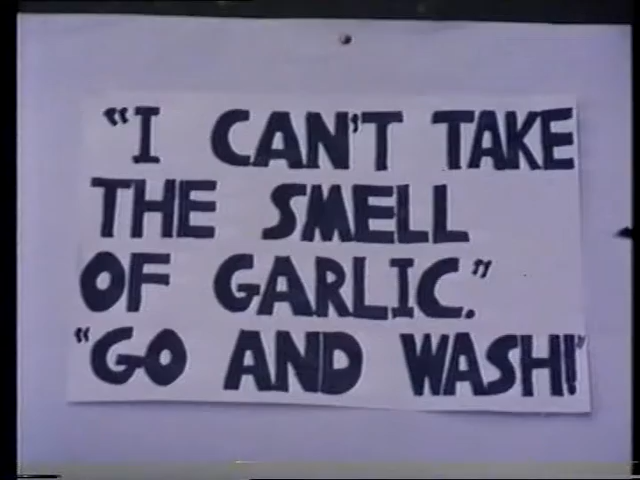 "I CAN'T TAKE
THE SMELL
OF GARLIC."
"GO AND WASH!"